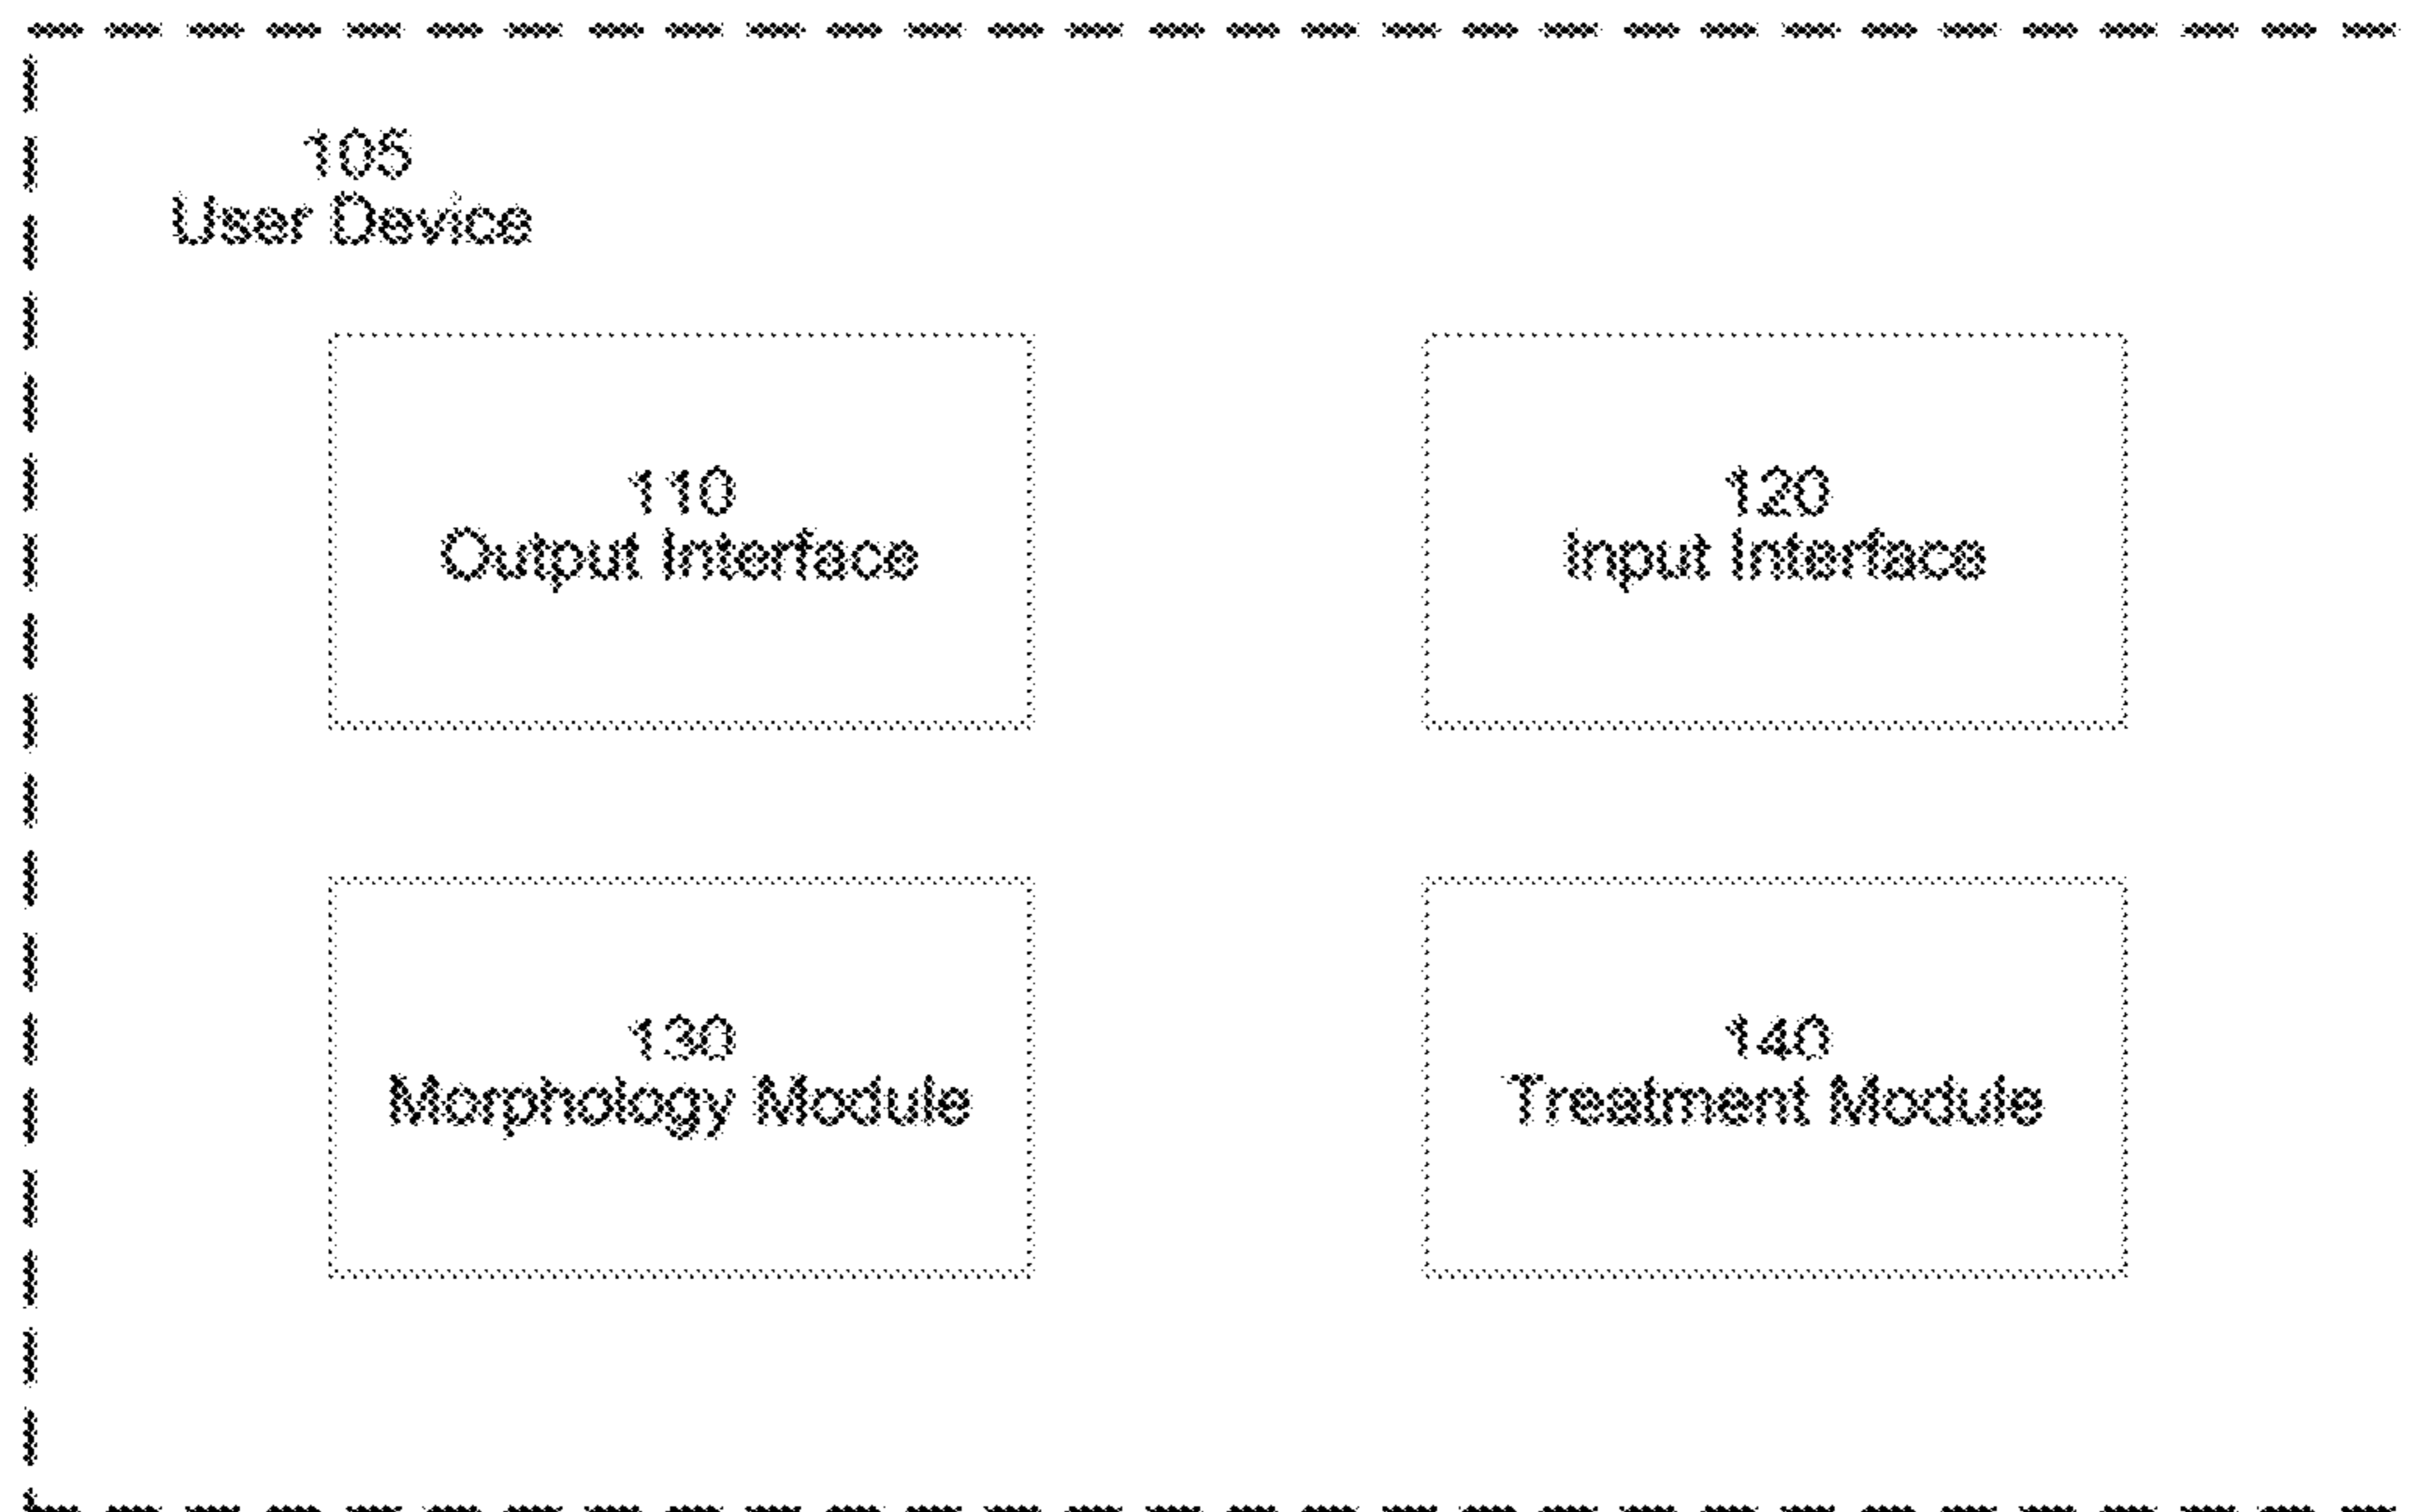 105
User Device
110
Output Interface
120
Input Interface
130
Morphology Module
140
Treatment Module